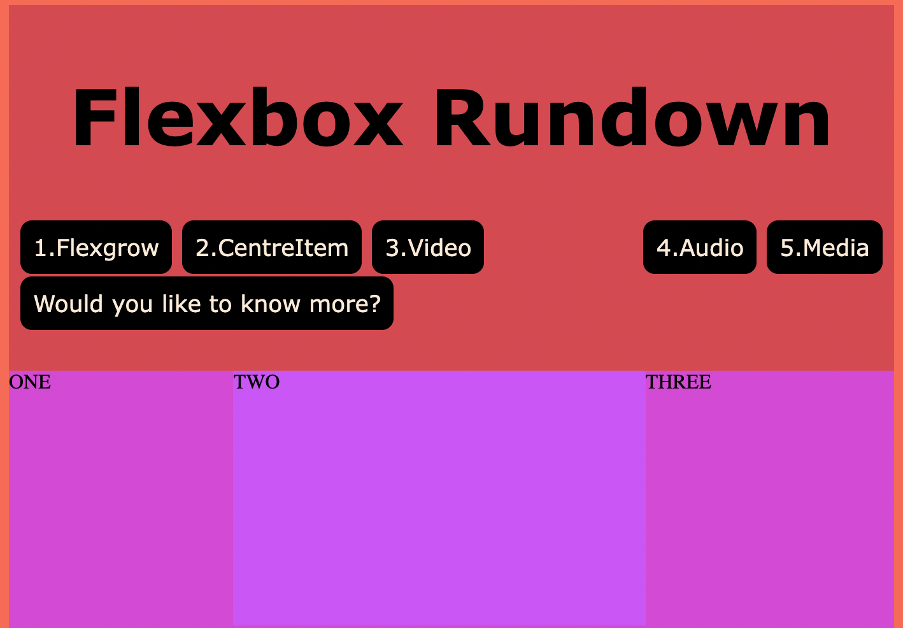 Flexbox Rundown
1.Flexgrow 2.CentreItem 3.Video 4.Audio 5.Media
Would you like to know more?
ONE TWO THREE